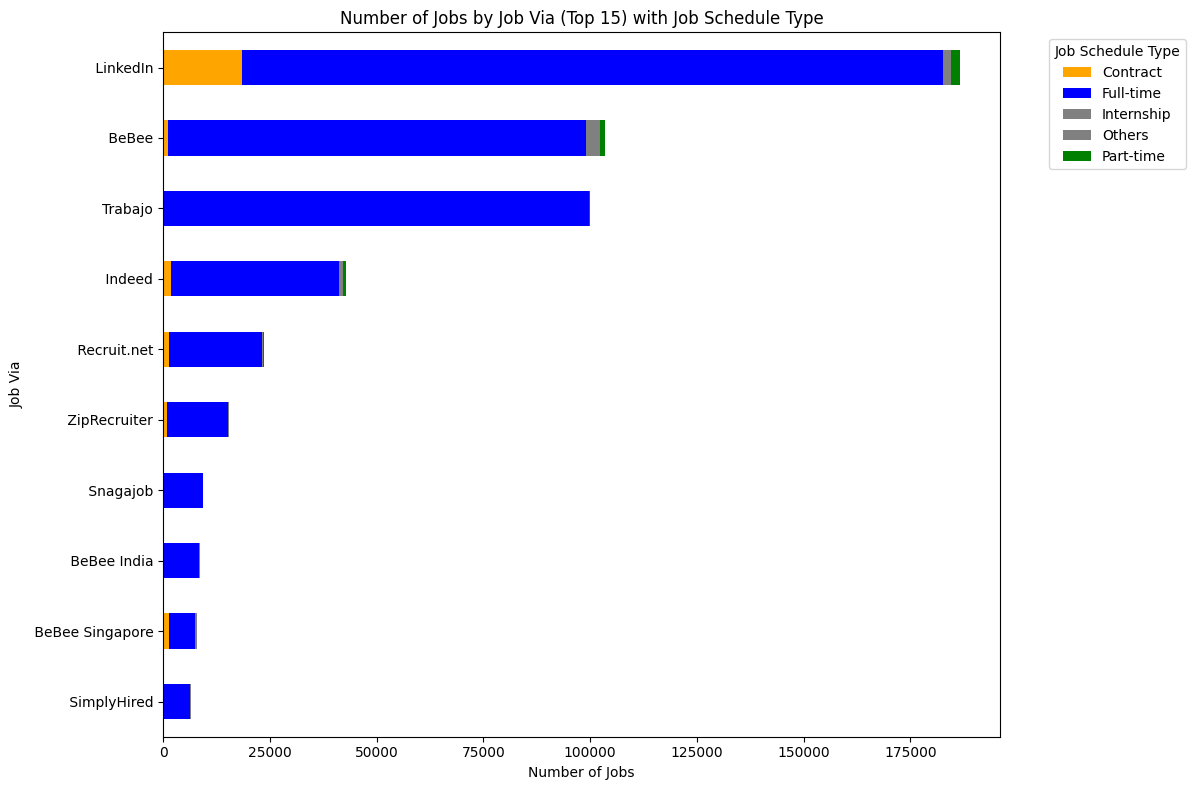 Number of Jobs by Job Via (Top 15) with Job Schedule Type
Job Via
LinkedIn
BeBee
Trabajo
Indeed
Recruit.net
ZipRecruiter
Snagajob
BeBee India
BeBee Singapore
SimplyHired
0 25000 50000 75000 100000 125000 150000 175000
Number of Jobs
Job Schedule Type
Contract
Full-time
Internship
Others
Part-time